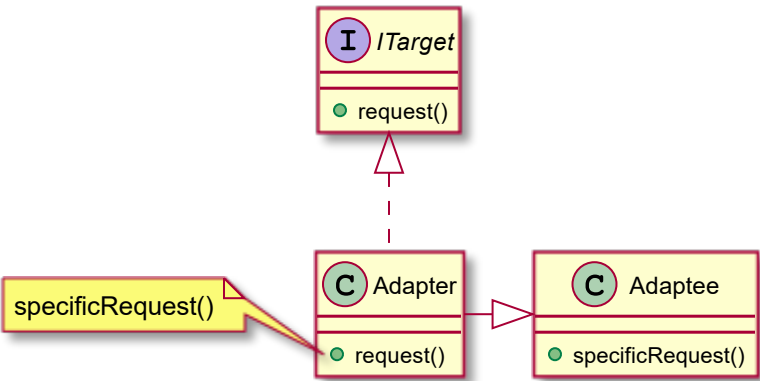 I ITarget
request()
C Adapter
request()
C Adaptee
specificRequest()
specificRequest()